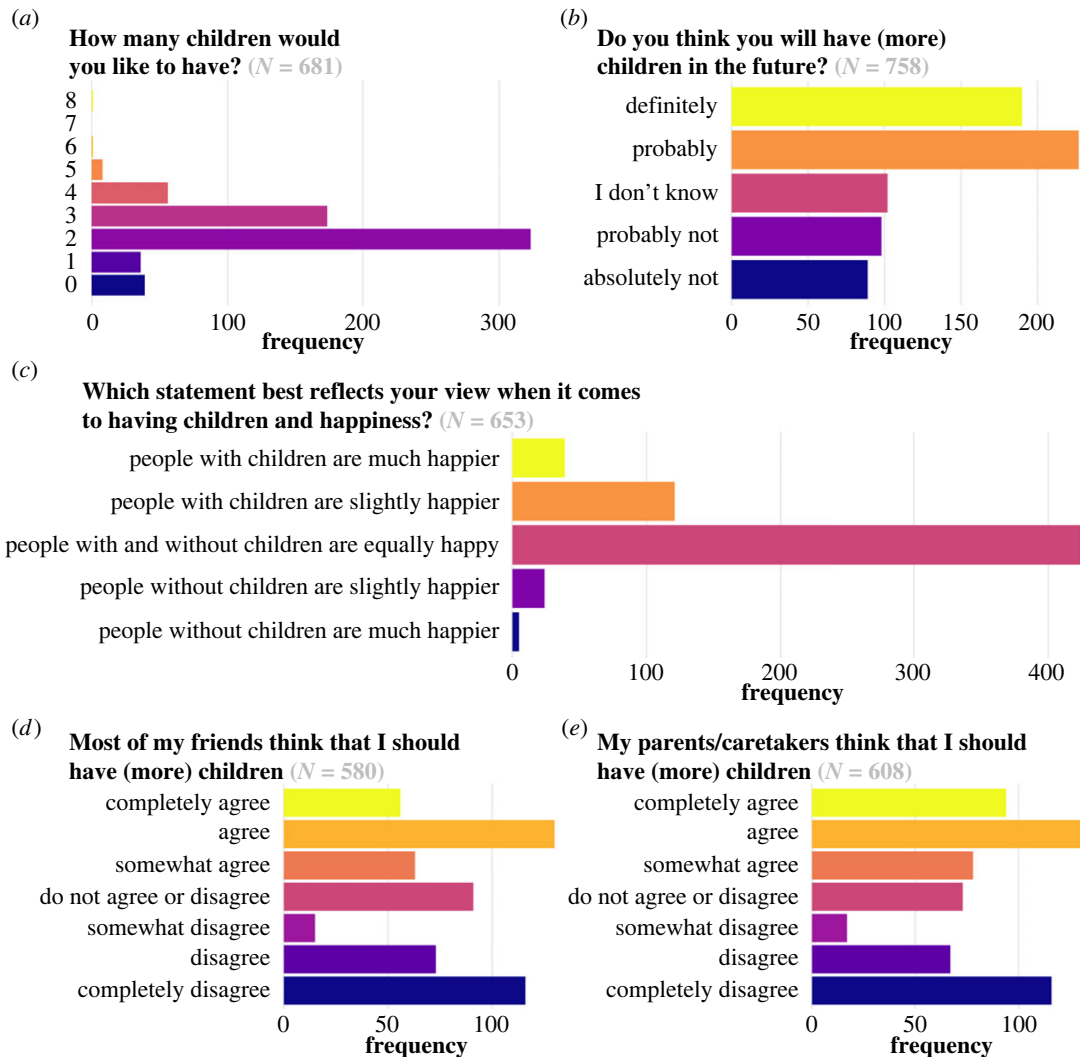 (a)
How many children would
you like to have? (N = 681)
8
7
6
5
4
3
2
1
0
0 100 200 300
frequency
(b)
Do you think you will have (more)
children in the future? (N = 758)
definitely
probably
I don’t know
probably not
absolutely not
0 50 100 150 200
frequency
(c)
Which statement best reflects your view when it comes
to having children and happiness? (N = 653)
people with children are much happier
people with children are slightly happier
people with and without children are equally happy
people without children are slightly happier
people without children are much happier
0 100 200 300 400
frequency
(d)
Most of my friends think that I should
have (more) children (N = 580)
completely agree
agree
somewhat agree
do not agree or disagree
somewhat disagree
disagree
completely disagree
0 100
frequency
(e)
My parents/caretakers think that I should
have (more) children (N = 608)
completely agree
agree
somewhat agree
do not agree or disagree
somewhat disagree
disagree
completely disagree
0 50 100
frequency